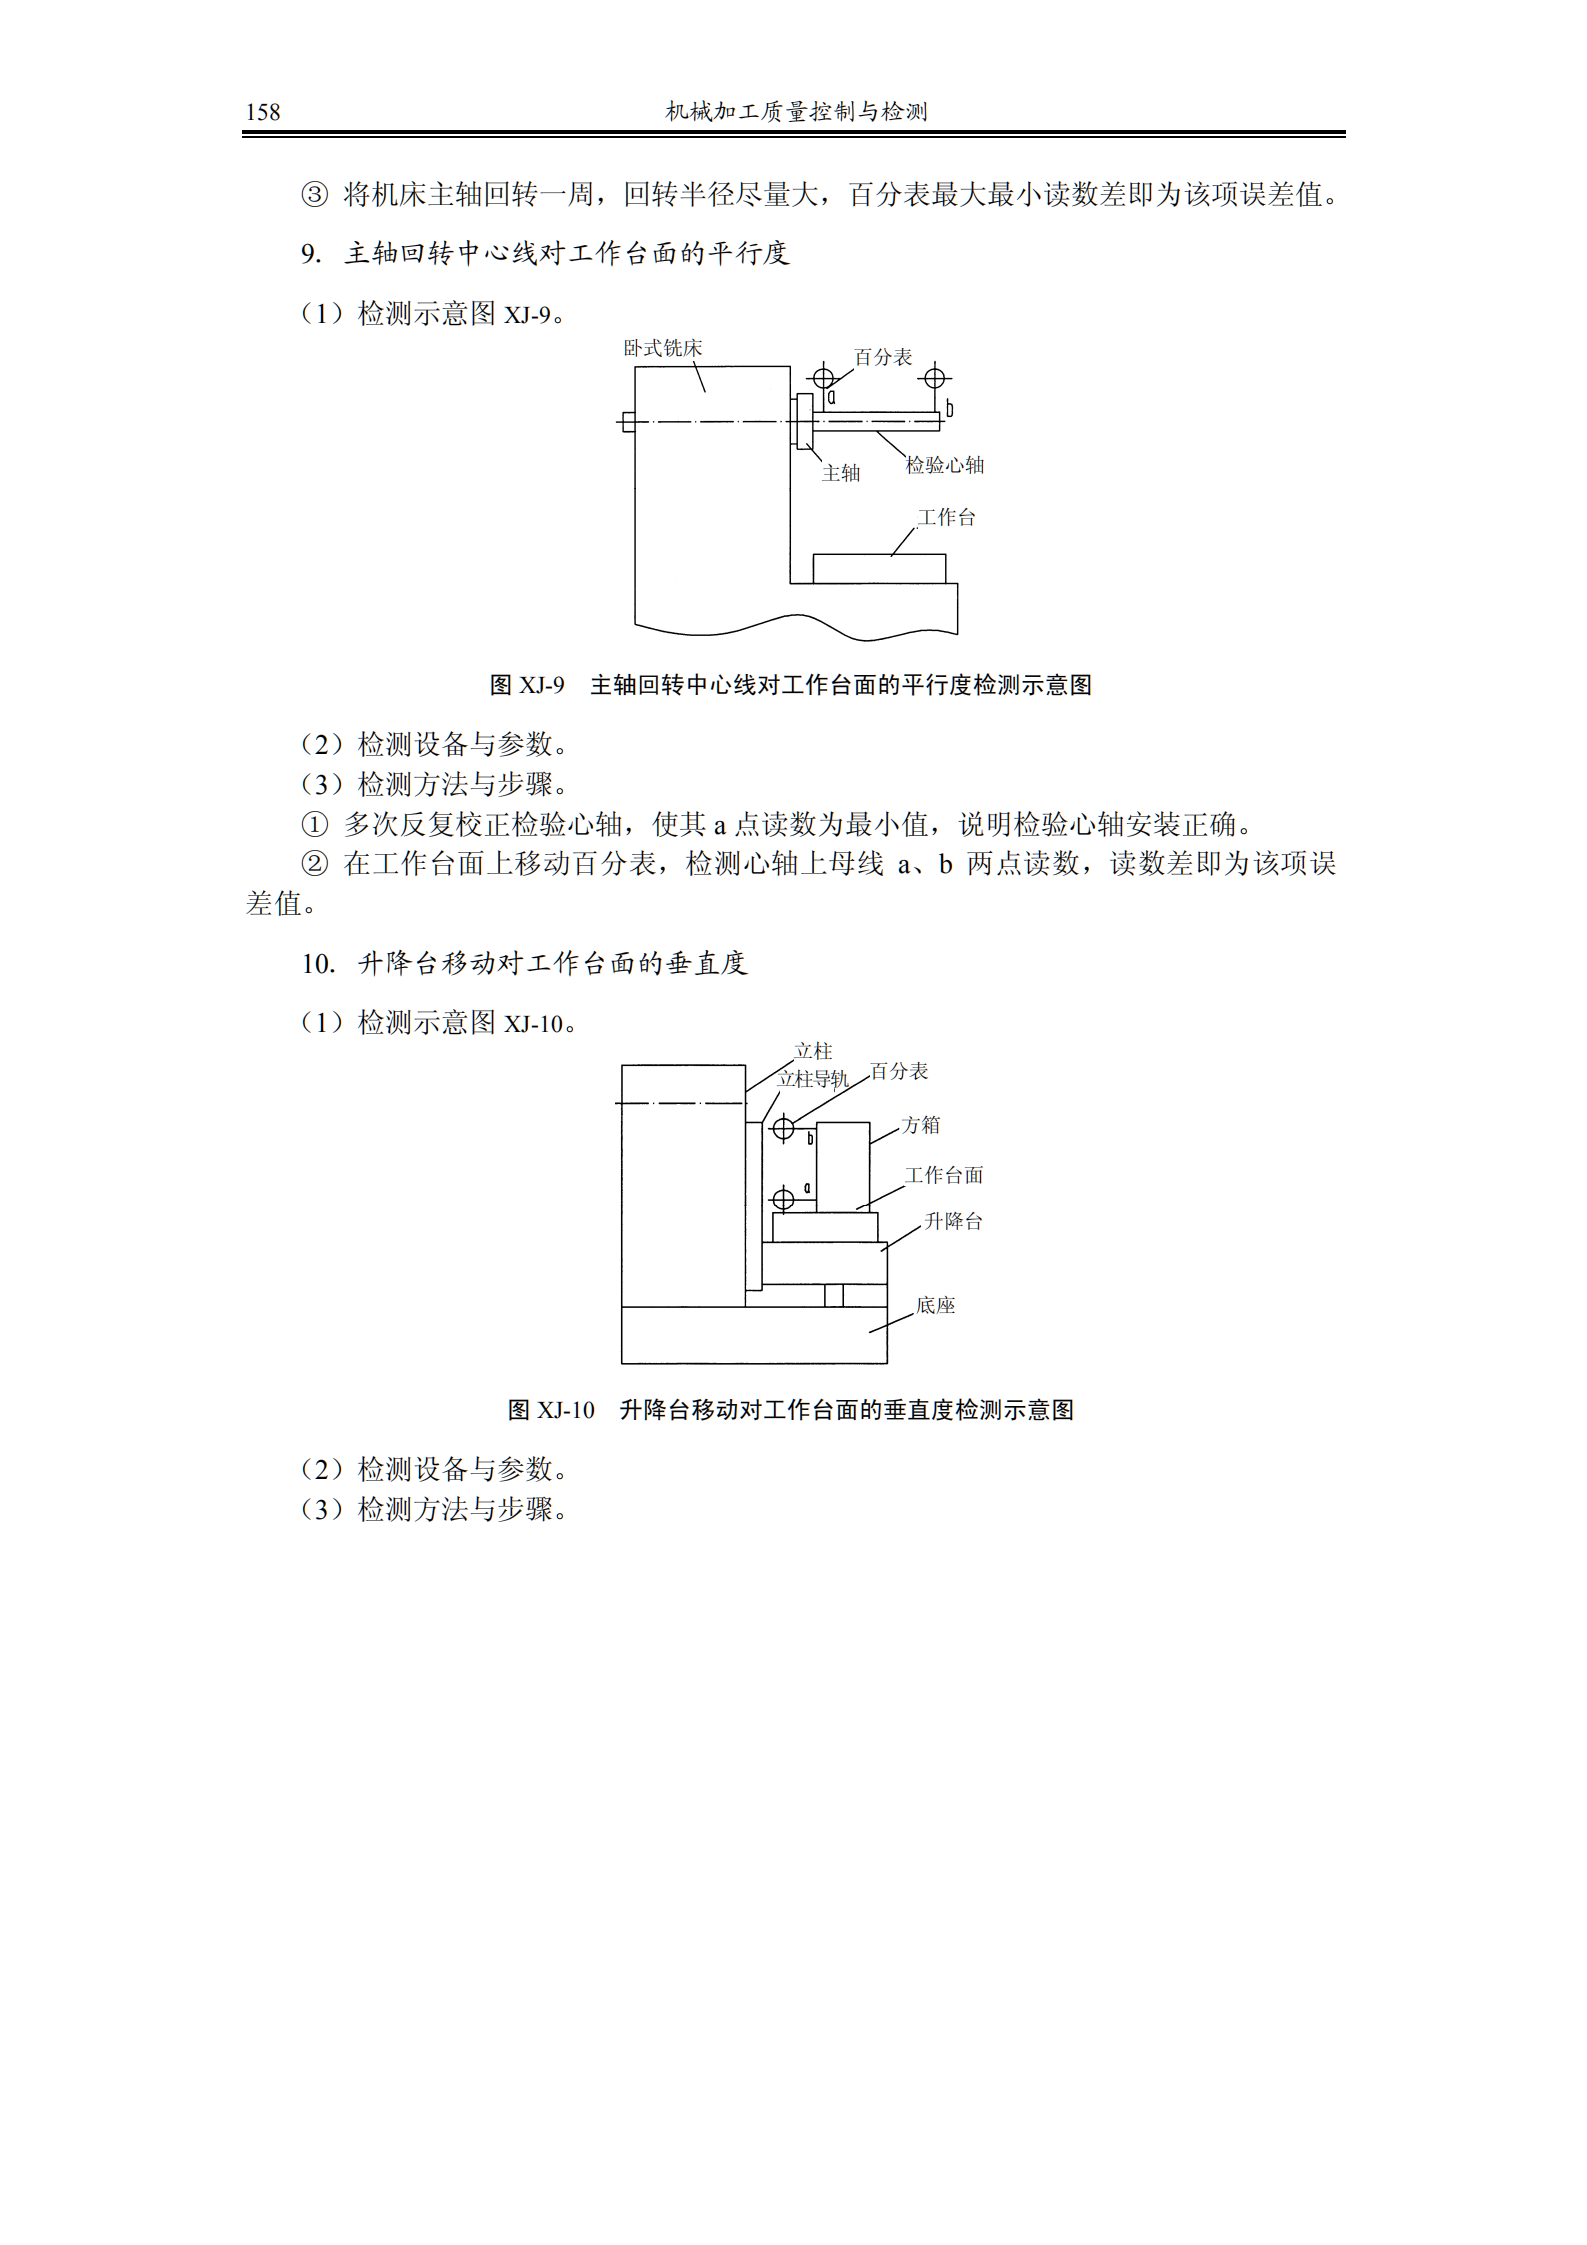 158
机械加工质量控制与检测
③ 将机床主轴回转一周，回转半径尽量大，百分表最大最小读数差即为该项误差值。
9. 主轴回转中心线对工作台面的平行度
（1）检测示意图 XJ-9。
卧式铣床
百分表
a
b
主轴
检验心轴
工作台
图 XJ-9 主轴回转中心线对工作台面的平行度检测示意图
（2）检测设备与参数。
（3）检测方法与步骤。
① 多次反复校正检验心轴，使其 a 点读数为最小值，说明检验心轴安装正确。
② 在工作台面上移动百分表，检测心轴上母线 a、b 两点读数，读数差即为该项误
差值。
10. 升降台移动对工作台面的垂直度
（1）检测示意图 XJ-10。
立柱
立柱导轨
百分表
方箱
b
工作台面
a
升降台
底座
图 XJ-10 升降台移动对工作台面的垂直度检测示意图
（2）检测设备与参数。
（3）检测方法与步骤。